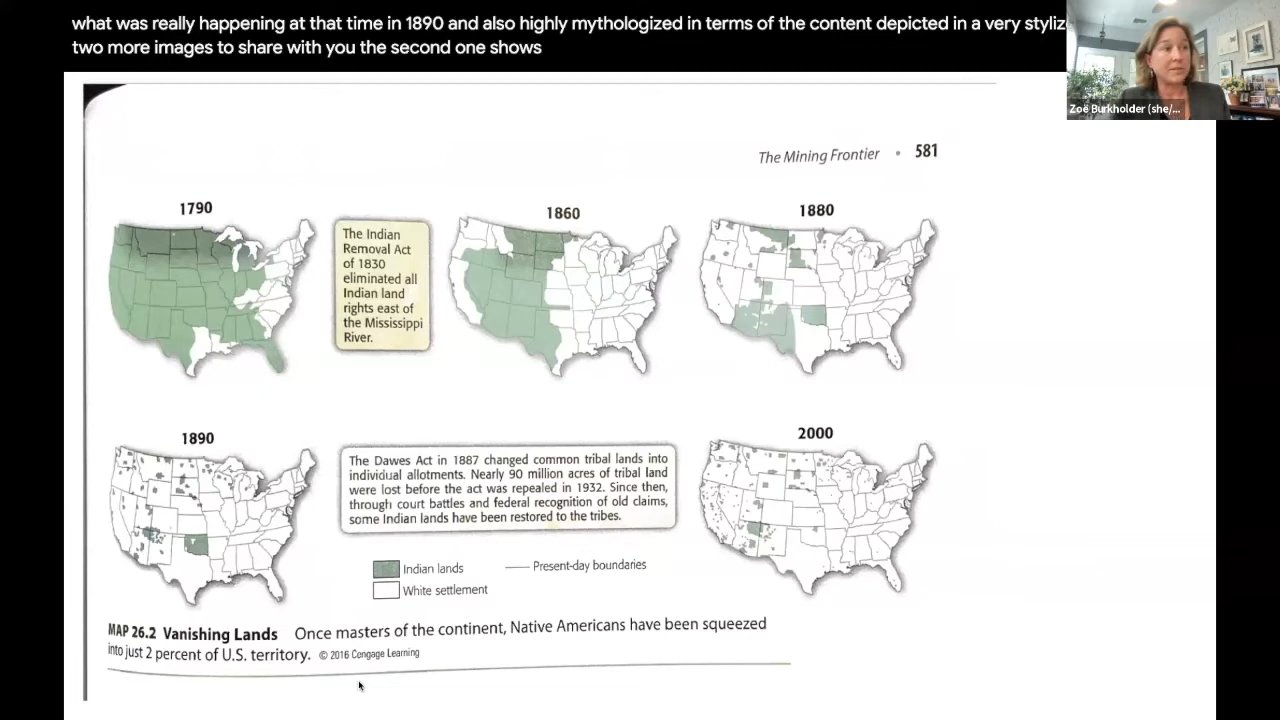 what was really happening at that time in 1890 and also highly mythologized in terms of the content depicted in a very
two more images to share with you the second one shows
Zoë Burkholder (she/...
The Mining Frontier • 581
1790
The Indian
Removal Act
of 1830
eliminated all
Indian land
rights east of
the Mississippi
River.
1860
1880
1890
The Dawes Act in 1887 changed common tribal lands into
individual allotments. Nearly 90 million acres of tribal land
were lost before the act was repealed in 1932. Since then,
through court battles and federal recognition of old claims,
some Indian lands have been restored to the tribes.
2000
Indian lands
Present-day boundaries
White settlement
MAP 26.2 Vanishing Lands Once masters of the continent, Native Americans have been squeezed
into just 2 percent of U.S. territory. © 2016 Cengage Learning